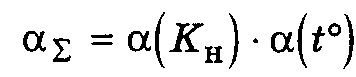 α_Σ = α(K_н) · α(t°)